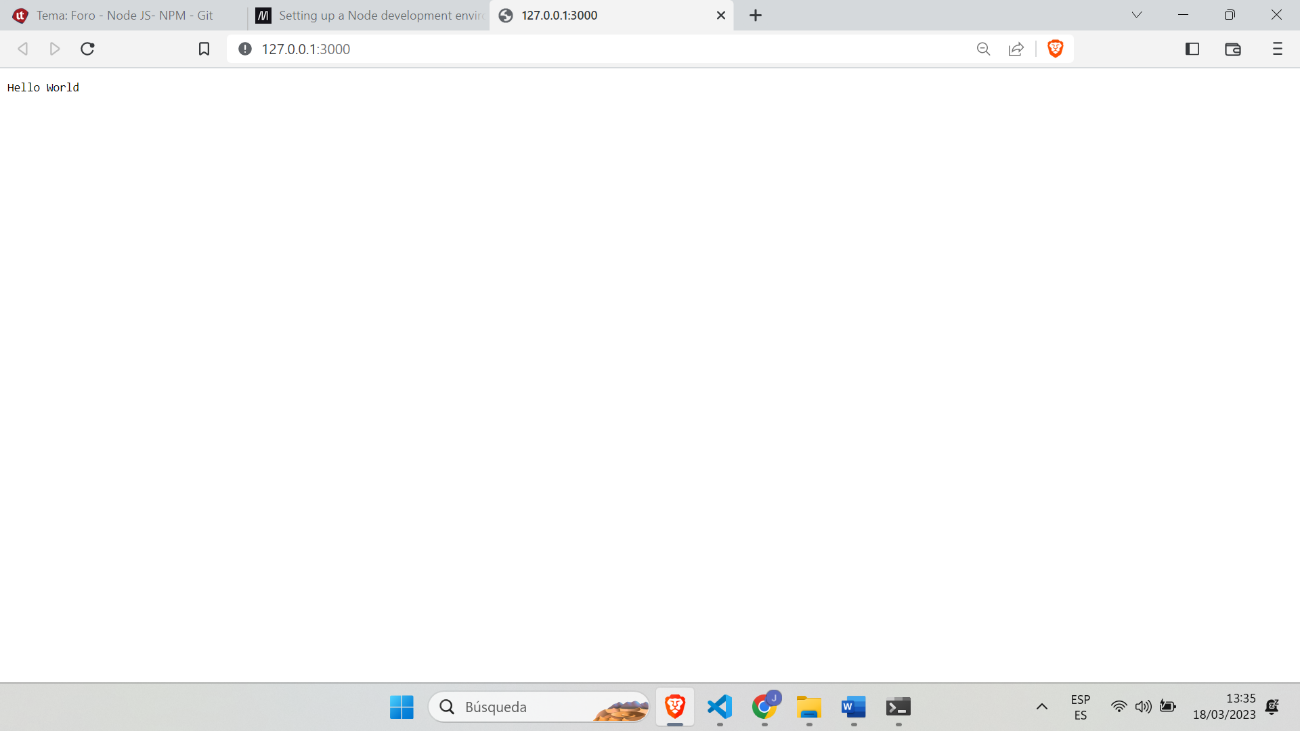 Tema: Foro - Node JS- NPM - Git
Setting up a Node development enviro
127.0.0.1:3000
127.0.0.1:3000
Hello World
Búsqueda
J
ESP
ES
13:35
18/03/2023